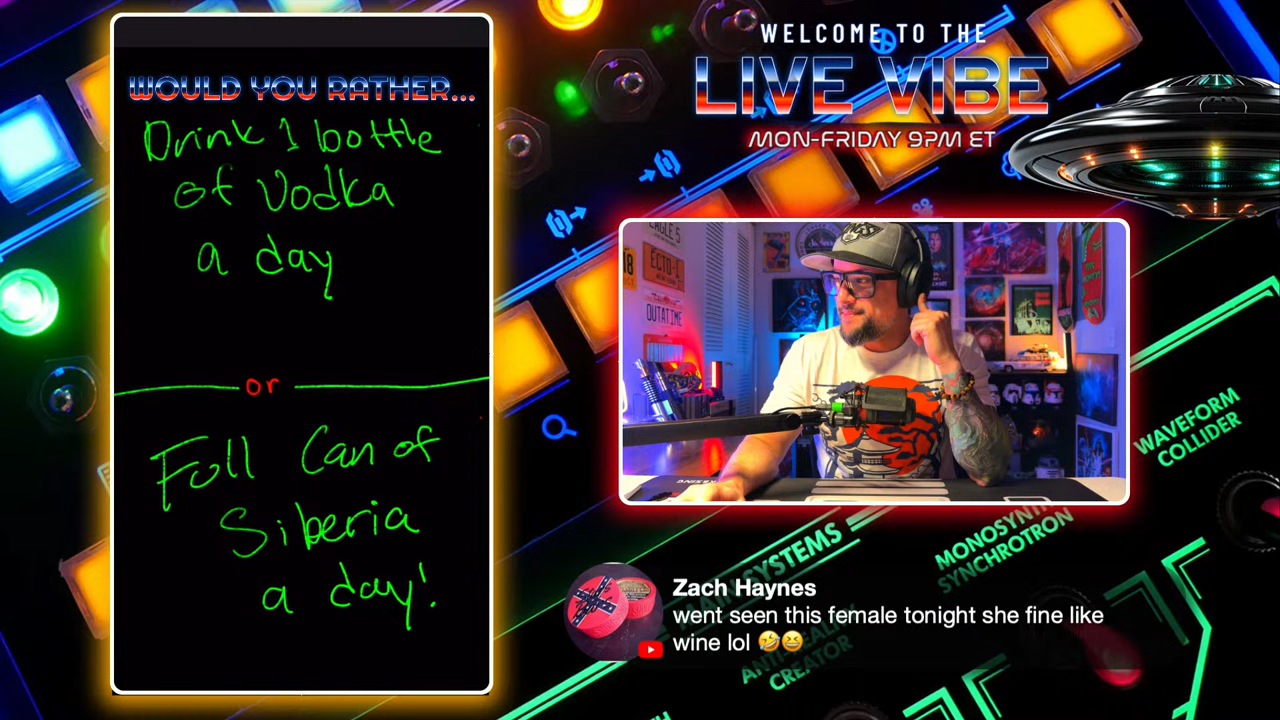 WOULD YOU RATHER...
Drink 1 bottle
of Vodka
a day
or
Full Can of
Siberia
a day!
WELCOME TO THE
LIVE VIBE
MON-FRIDAY 9PM ET
EAGLE 5
ECTO-1
OUTATIME
WAVEFORM
COLLIDER
MONOSYNTH
SYNCHROTRON
SYSTEMS
Zach Haynes
went seen this female tonight she fine like
wine lol 🤣😆
CREATOR